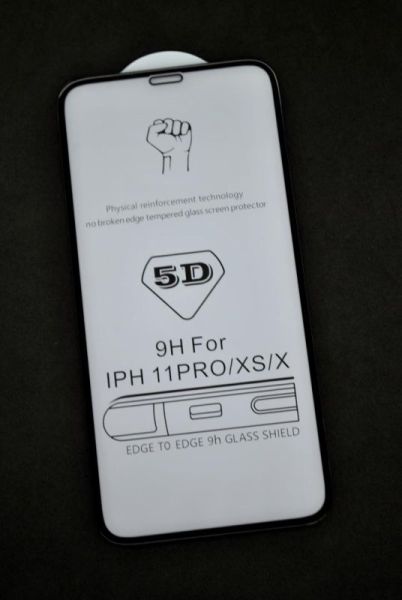 Physical reinforcement technology
no broken edge tempered glass screen protector
5D
9H For
IPH 11PRO/XS/X
EDGE TO EDGE 9h GLASS SHIELD